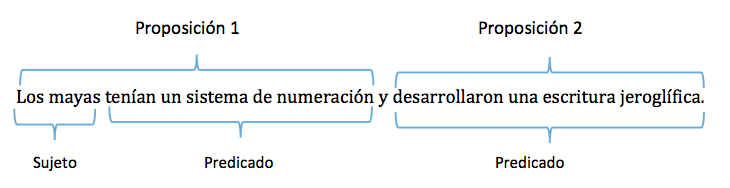 Proposición 1 Proposición 2
Los mayas tenían un sistema de numeración y desarrollaron una escritura jeroglífica.
Sujeto Predicado Predicado